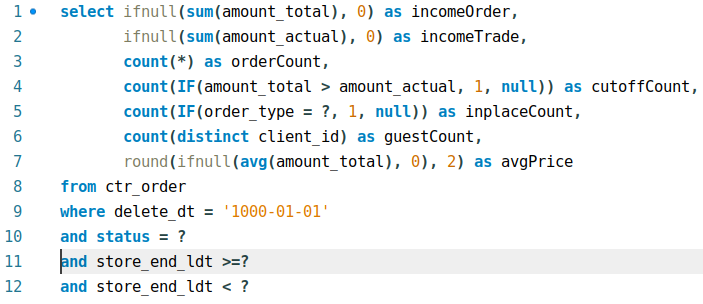 1 select ifnull(sum(amount_total), 0) as incomeOrder,
2 ifnull(sum(amount_actual), 0) as incomeTrade,
3 count(*) as orderCount,
4 count(IF(amount_total > amount_actual, 1, null)) as cutoffCount,
5 count(IF(order_type = ?, 1, null)) as inplaceCount,
6 count(distinct client_id) as guestCount,
7 round(ifnull(avg(amount_total), 0), 2) as avgPrice
8 from ctr_order
9 where delete_dt = '1000-01-01'
10 and status = ?
11 and store_end_ldt >=?
12 and store_end_ldt < ?